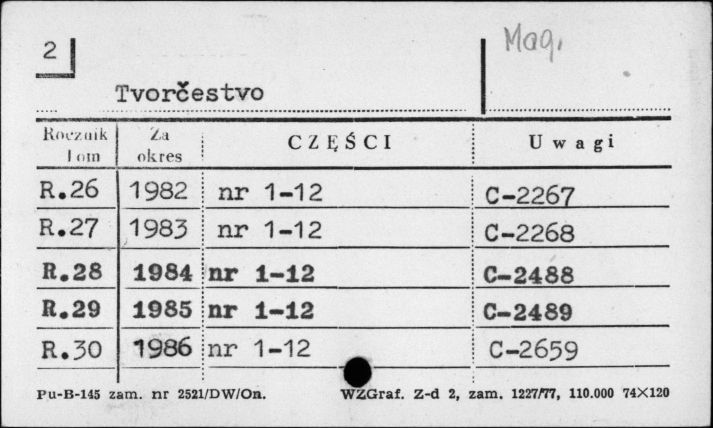 2
Mag.
Tvorčestvo
Rocznik Tom Za okres CZĘŚCI Uwagi
R.26 1982 nr 1-12 C-2267
R.27 1983 nr 1-12 C-2268
R.28 1984 nr 1-12 C-2488
R.29 1985 nr 1-12 C-2489
R.30 1986 nr 1-12 C-2659
Pu-B-145 zam. nr 2521/DW/On. WZGraf. Z-d 2, zam. 1227/77, 110.000 74×120